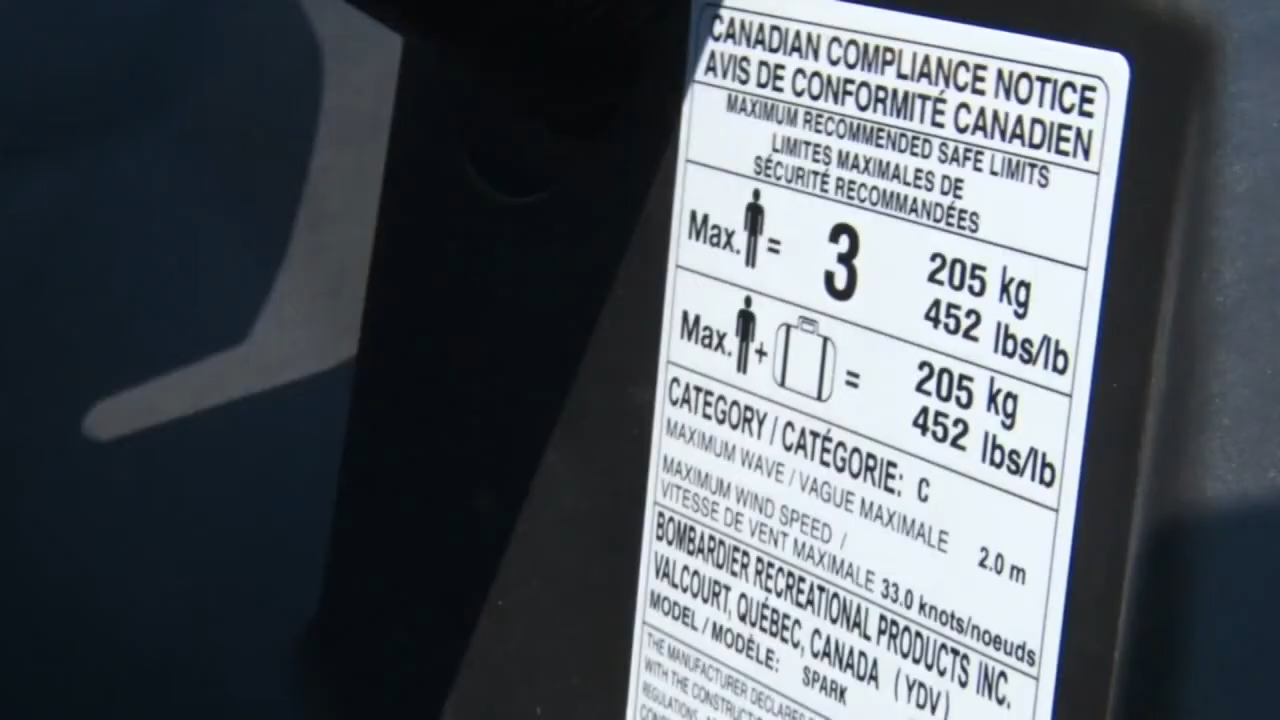 CANADIAN COMPLIANCE NOTICE
AVIS DE CONFORMITÉ CANADIEN
MAXIMUM RECOMMENDED SAFE LIMITS
LIMITES MAXIMALES DE
SÉCURITÉ RECOMMANDÉES
Max. = 3 205 kg
452 lbs/lb
Max. + = 205 kg
452 lbs/lb
CATEGORY / CATÉGORIE: C
MAXIMUM WAVE / VAGUE MAXIMALE 2.0 m
MAXIMUM WIND SPEED /
VITESSE DE VENT MAXIMALE 33.0 knots/noeuds
BOMBARDIER RECREATIONAL PRODUCTS INC.
VALCOURT, QUÉBEC, CANADA (YDV)
MODEL / MODÈLE: SPARK
THE MANUFACTURER DECLARES
WITH THE